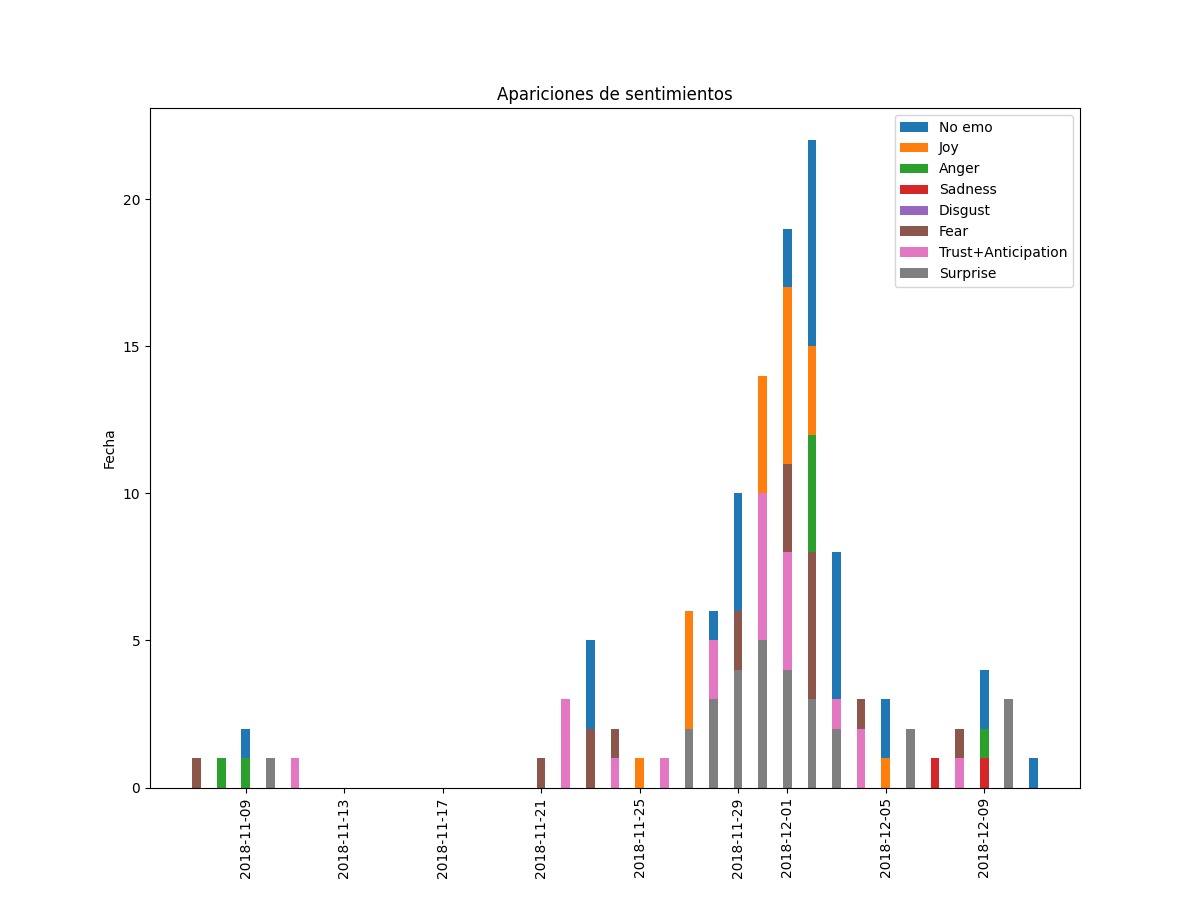 Apariciones de sentimientos
No emo
Joy
Anger
Sadness
Disgust
Fear
Trust+Anticipation
Surprise
Fecha
20
15
10
5
0
2018-11-09
2018-11-13
2018-11-17
2018-11-21
2018-11-25
2018-11-29
2018-12-01
2018-12-05
2018-12-09